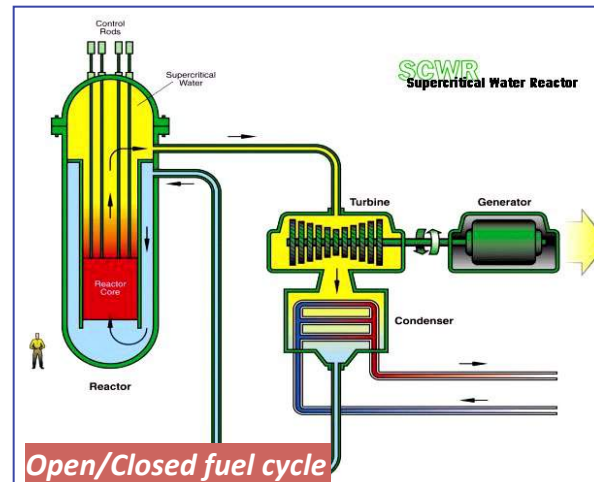 Control
Rods
Supercritical
Water
SCWR
Supercritical Water Reactor
Turbine
Generator
Reactor
Core
Condenser
Reactor
Open/Closed fuel cycle